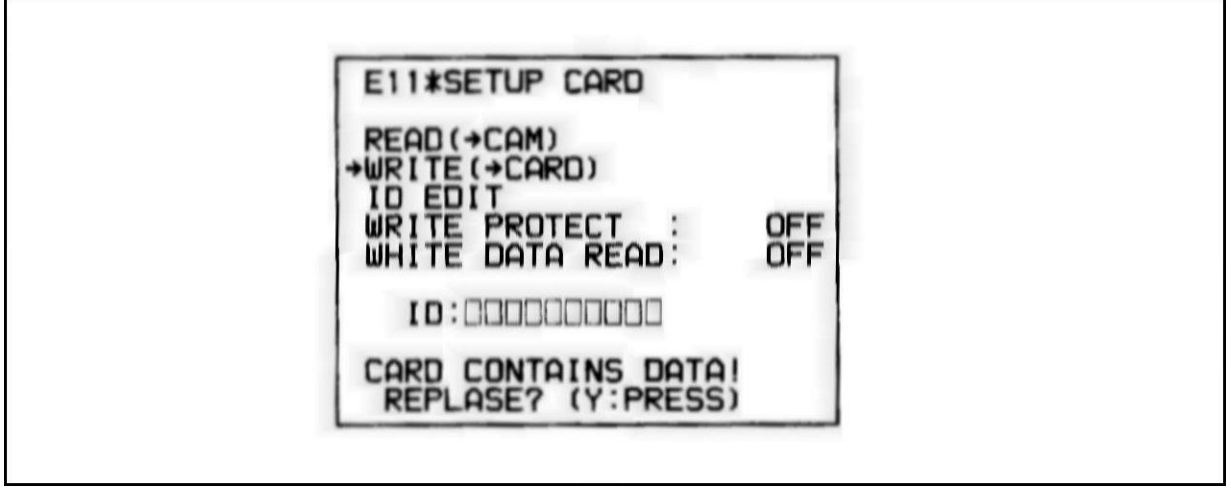 E11*SETUP CARD
READ(→CAM)
→WRITE(→CARD)
ID EDIT
WRITE PROTECT : OFF
WHITE DATA READ: OFF
ID:□□□□□□□□□□
CARD CONTAINS DATA!
REPLASE? (Y:PRESS)